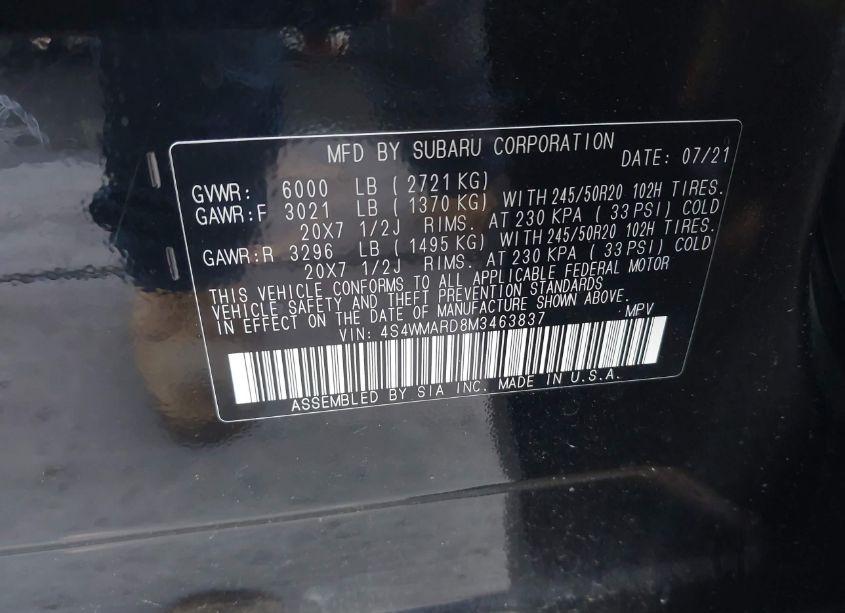 MFD BY SUBARU CORPORATION DATE: 07/21
GVWR: 6000 LB (2721 KG)
GAWR:F 3021 LB ( 1370 KG) WITH 245/50R20 102H TIRES.
20X7 1/2J RIMS. AT 230 KPA ( 33 PSI) COLD
GAWR:R 3296 LB ( 1495 KG) WITH 245/50R20 102H TIRES.
20X7 1/2J RIMS. AT 230 KPA ( 33 PSI) COLD
THIS VEHICLE CONFORMS TO ALL APPLICABLE FEDERAL MOTOR
VEHICLE SAFETY AND THEFT PREVENTION STANDARDS
IN EFFECT ON THE DATE OF MANUFACTURE SHOWN ABOVE.
VIN: 4S4WMARD8M3463837 MPV
ASSEMBLED BY SIA INC. MADE IN U.S.A.